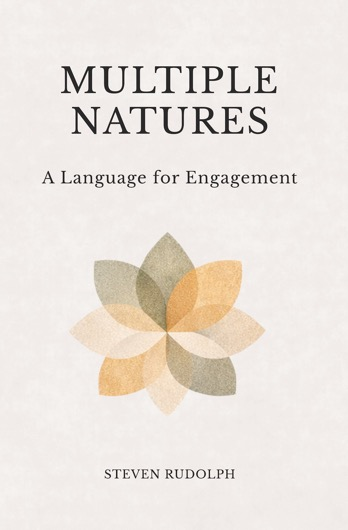 MULTIPLE
NATURES
A Language for Engagement
STEVEN RUDOLPH